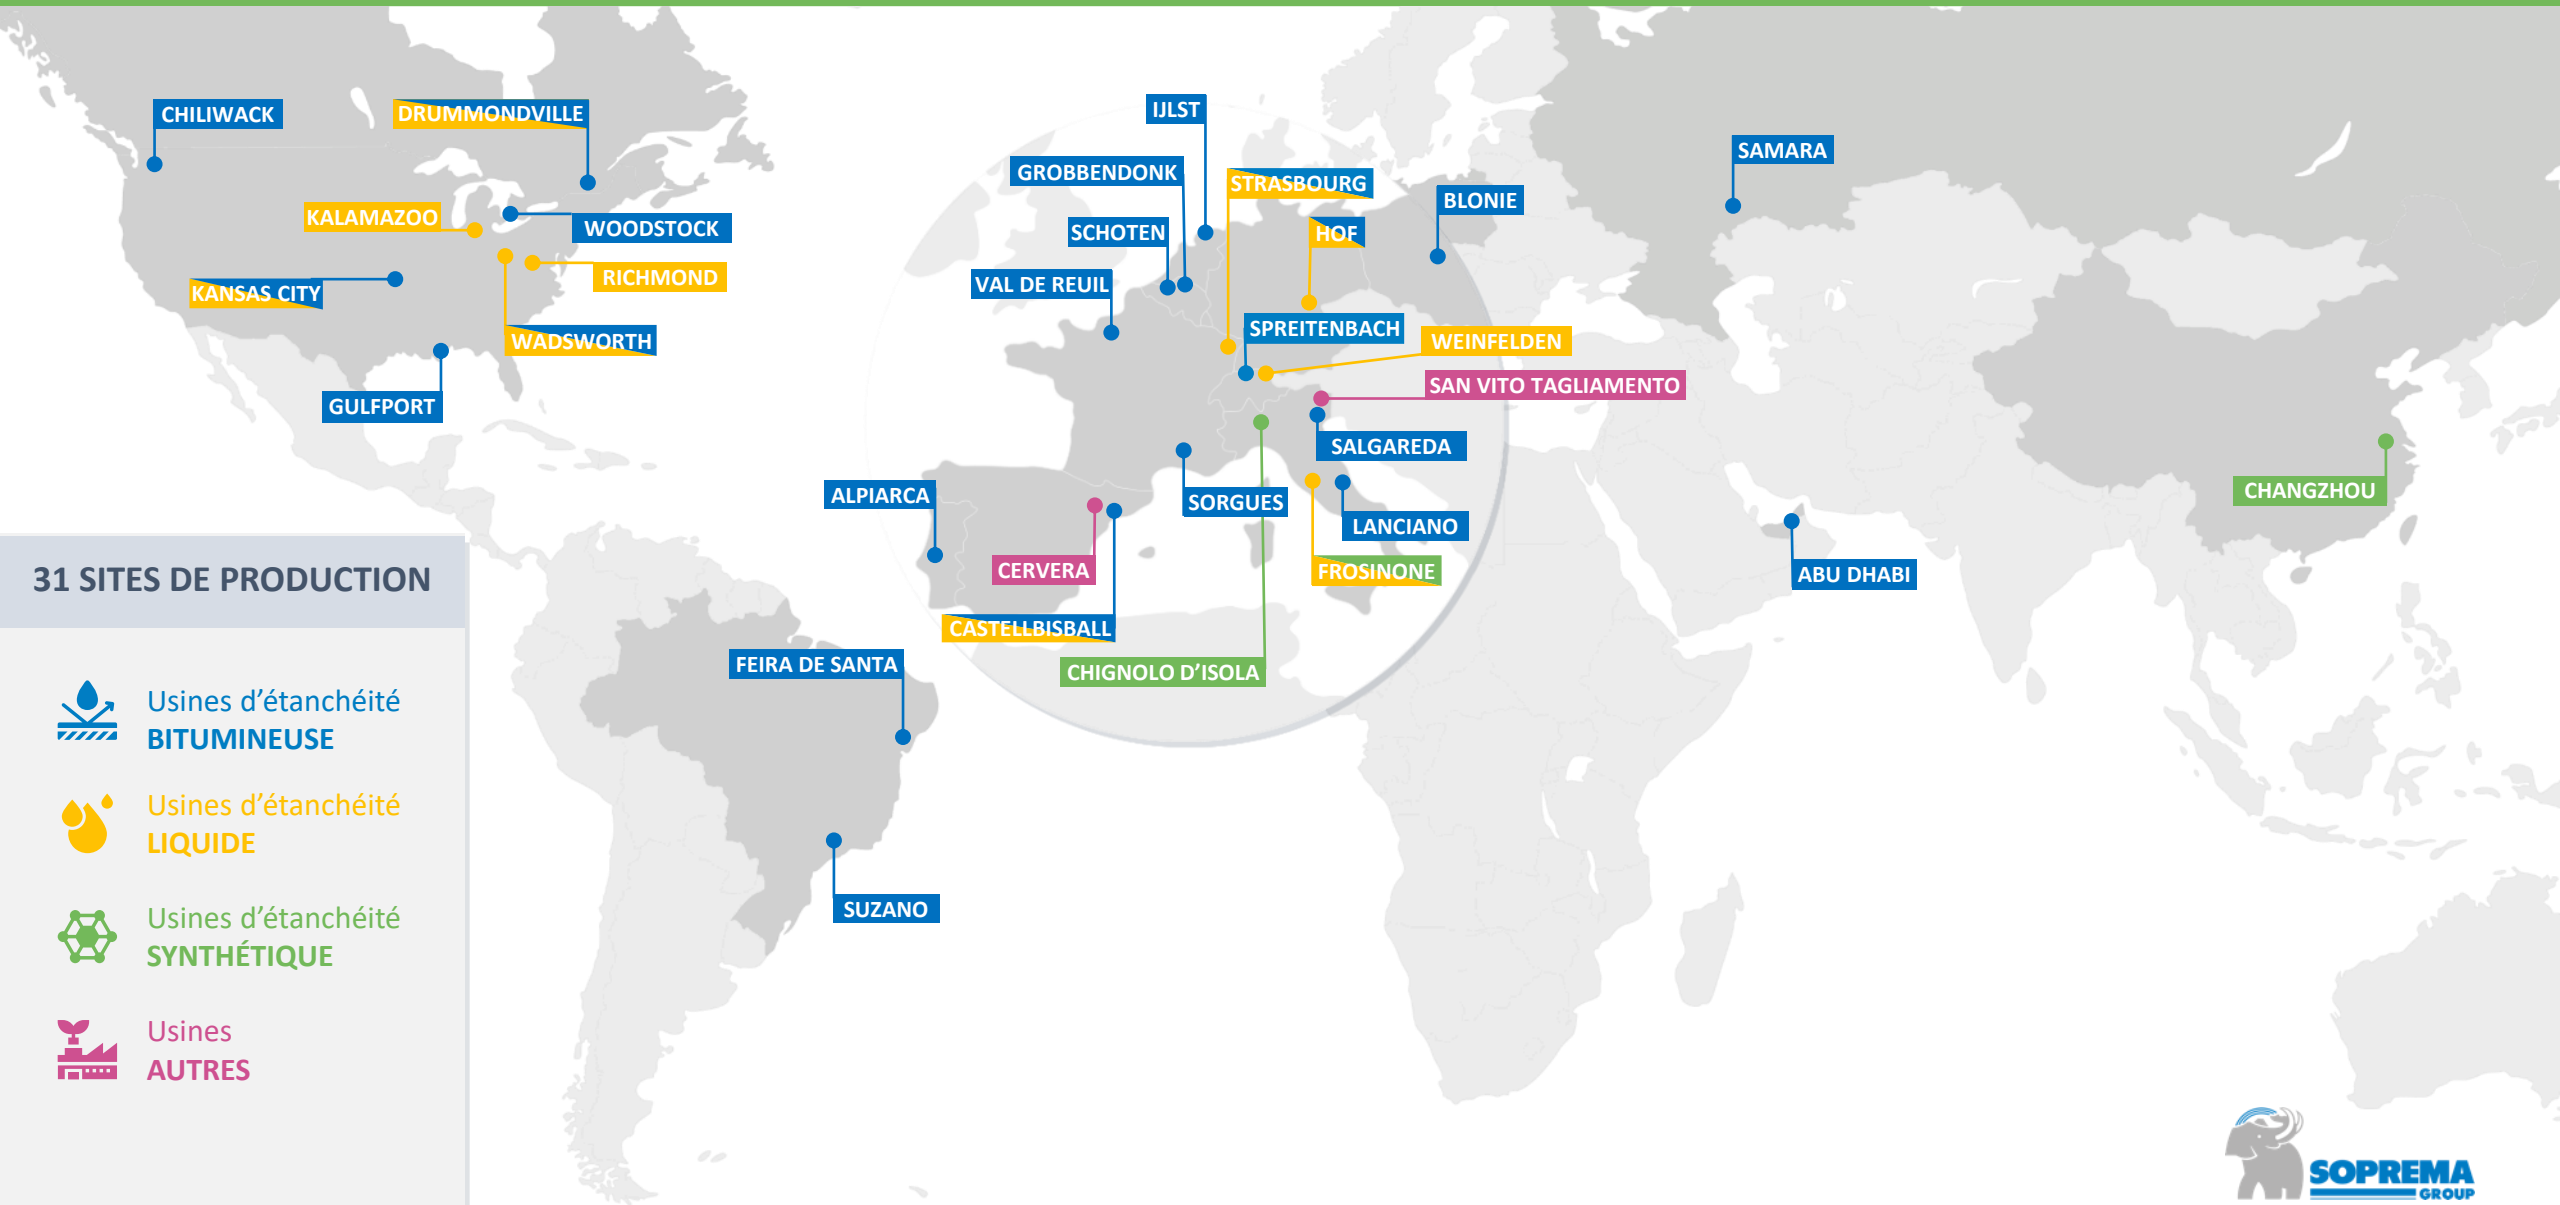 CHILIWACK
DRUMMONDVILLE
KALAMAZOO
WOODSTOCK
RICHMOND
KANSAS CITY
WADSWORTH
GULFPORT
IJLST
GROBBENDONK
STRASBOURG
SCHOTEN
HOF
BLONIE
VAL DE REUIL
SPREITENBACH
WEINFELDEN
SAN VITO TAGLIAMENTO
SALGAREDA
ALPIARCA
SORGUES
LANCIANO
CERVERA
FROSINONE
CASTELLBISBALL
CHIGNOLO D'ISOLA
SAMARA
CHANGZHOU
ABU DHABI
FEIRA DE SANTA
SUZANO
31 SITES DE PRODUCTION
Usines d'étanchéité
BITUMINEUSE
Usines d'étanchéité
LIQUIDE
Usines d'étanchéité
SYNTHÉTIQUE
Usines
AUTRES
SOPREMA
GROUP